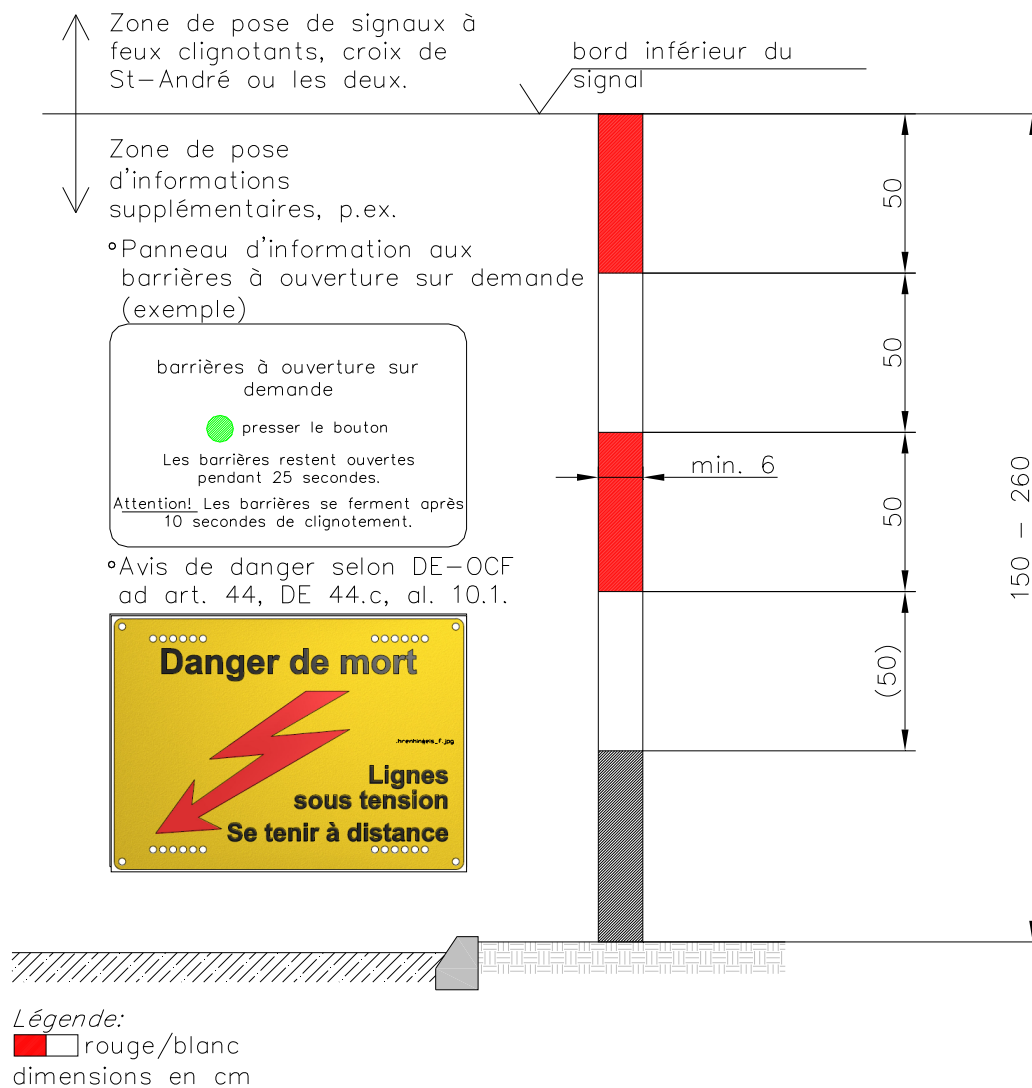 Zone de pose de signaux à
feux clignotants, croix de
St-André ou les deux.
bord inférieur du
signal
Zone de pose
d'informations
supplémentaires, p.ex.
°Panneau d'information aux
barrières à ouverture sur demande
(exemple)
barrières à ouverture sur
demande
presser le bouton
Les barrières restent ouvertes
pendant 25 secondes.
Attention! Les barrières se ferment après
10 secondes de clignotement.
°Avis de danger selon DE-OCF
ad art. 44, DE 44.c, al. 10.1.
Danger de mort
Lignes
sous tension
Se tenir à distance
50
50
min. 6
50
(50)
150 - 260
Légende:
rouge/blanc
dimensions en cm